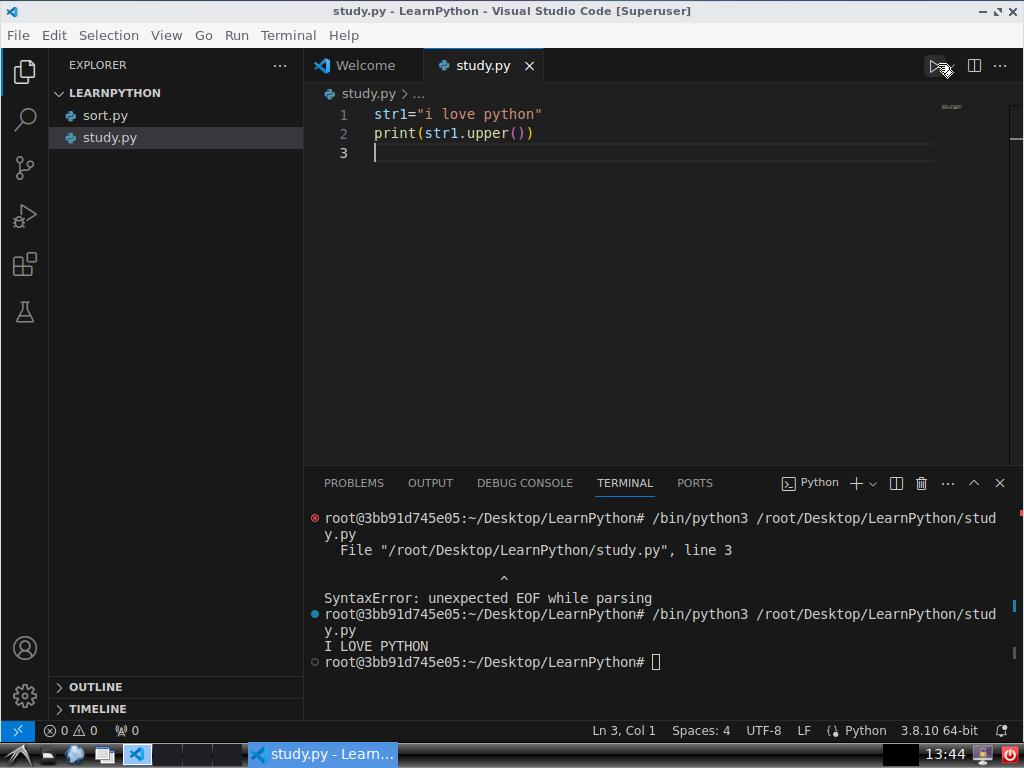 study.py - LearnPython - Visual Studio Code [Superuser]
File Edit Selection View Go Run Terminal Help
EXPLORER
LEARNPYTHON
sort.py
study.py
Welcome
study.py
study.py > ...
1 str1="i love python"
2 print(str1.upper())
3
PROBLEMS OUTPUT DEBUG CONSOLE TERMINAL PORTS
Python
root@3bb91d745e05:~/Desktop/LearnPython# /bin/python3 /root/Desktop/LearnPython/stud
y.py
  File "/root/Desktop/LearnPython/study.py", line 3
^
SyntaxError: unexpected EOF while parsing
root@3bb91d745e05:~/Desktop/LearnPython# /bin/python3 /root/Desktop/LearnPython/stud
y.py
I LOVE PYTHON
root@3bb91d745e05:~/Desktop/LearnPython#
OUTLINE
TIMELINE
0 0 0 Ln 3, Col 1 Spaces: 4 UTF-8 LF Python 3.8.10 64-bit
study.py - Learn...
13:44